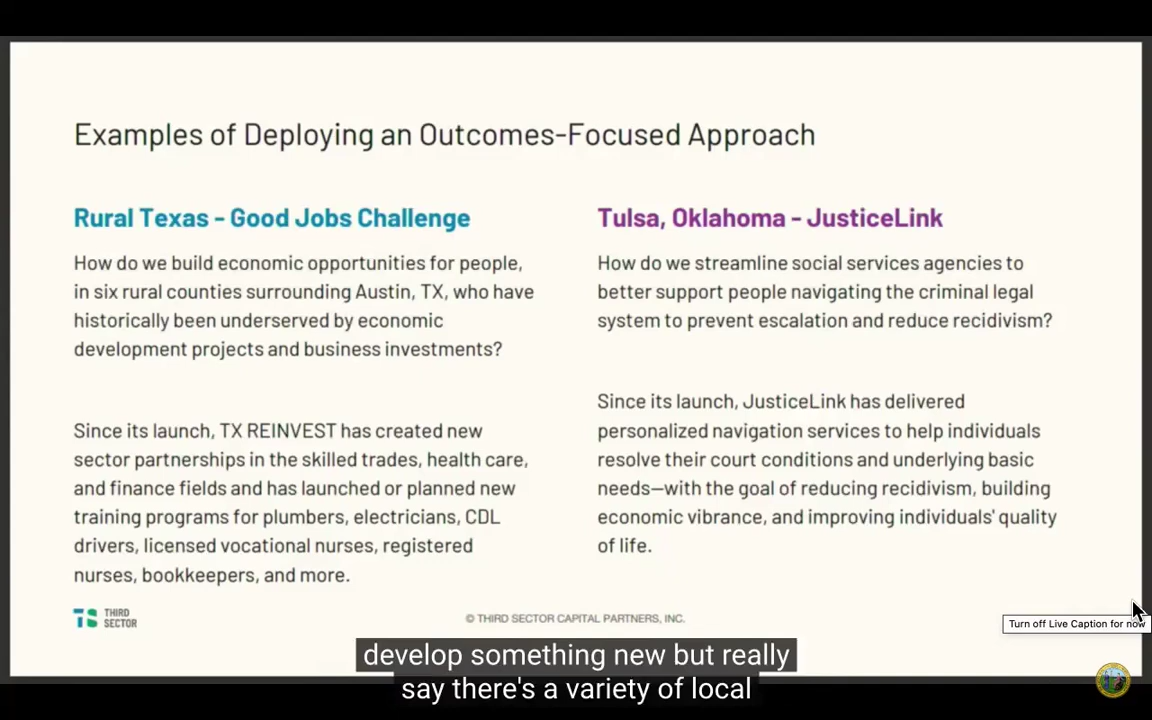 Examples of Deploying an Outcomes-Focused Approach
Rural Texas - Good Jobs Challenge
How do we build economic opportunities for people,
in six rural counties surrounding Austin, TX, who have
historically been underserved by economic
development projects and business investments?
Since its launch, TX REINVEST has created new
sector partnerships in the skilled trades, health care,
and finance fields and has launched or planned new
training programs for plumbers, electricians, CDL
drivers, licensed vocational nurses, registered
nurses, bookkeepers, and more.
Tulsa, Oklahoma - JusticeLink
How do we streamline social services agencies to
better support people navigating the criminal legal
system to prevent escalation and reduce recidivism?
Since its launch, JusticeLink has delivered
personalized navigation services to help individuals
resolve their court conditions and underlying basic
needs—with the goal of reducing recidivism, building
economic vibrance, and improving individuals' quality
of life.
TS THIRD
SECTOR
© THIRD SECTOR CAPITAL PARTNERS, INC.
Turn off Live Caption for now
develop something new but really
say there's a variety of local